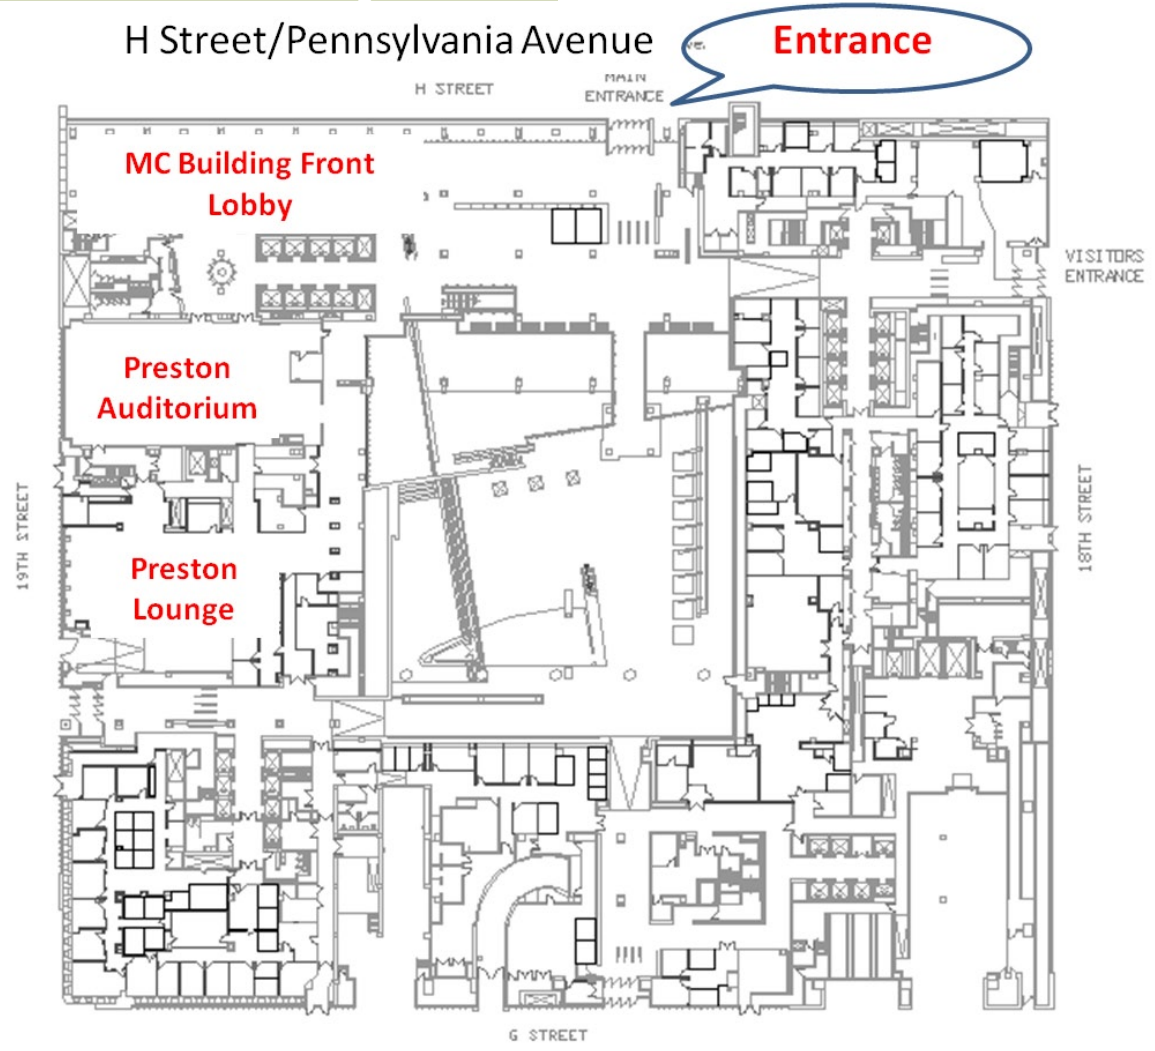 H Street/Pennsylvania Avenue
Entrance
H STREET
MAIN
ENTRANCE
MC Building Front
Lobby
VISITORS
ENTRANCE
Preston
Auditorium
19TH STREET
18TH STREET
Preston
Lounge
G STREET